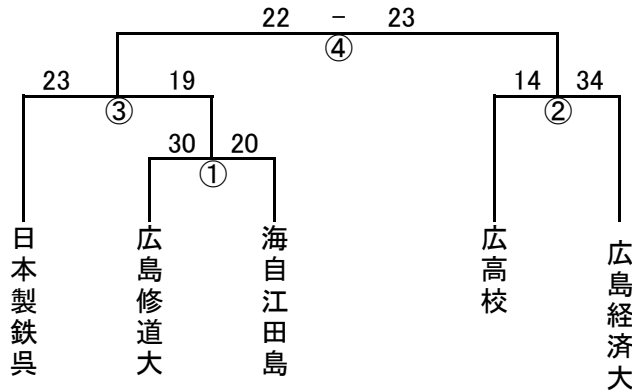 22 - 23
④
23 19
14 34
③
②
30 20
①
日本製鉄呉
広島修道大
海自江田島
広高校
広島経済大